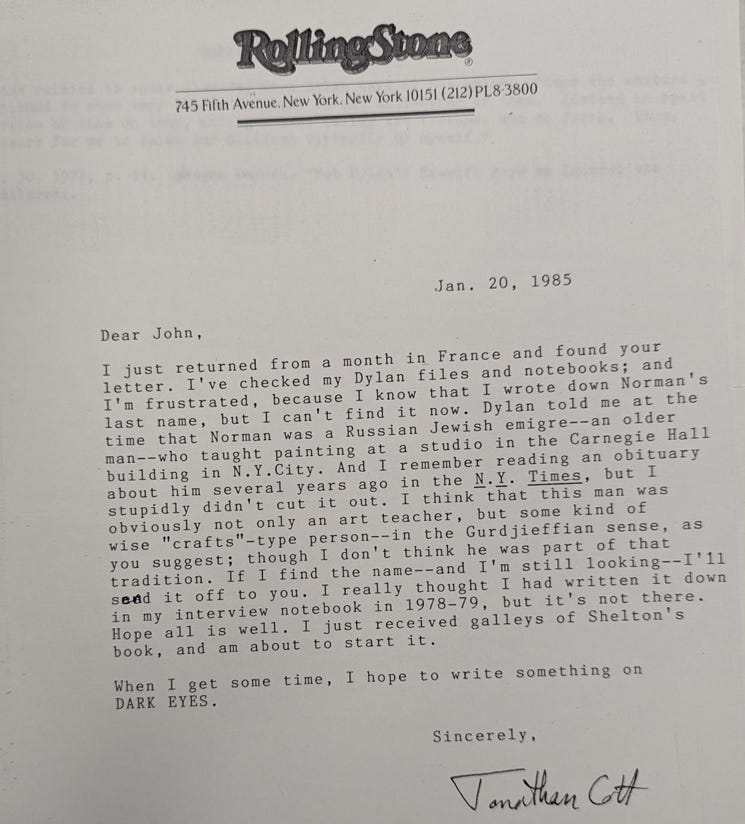 RollingStone®
745 Fifth Avenue, New York, New York 10151 (212) PL8-3800
Jan. 20, 1985
Dear John,
I just returned from a month in France and found your
letter. I've checked my Dylan files and notebooks; and
I'm frustrated, because I know that I wrote down Norman's
last name, but I can't find it now. Dylan told me at the
time that Norman was a Russian Jewish emigre--an older
man--who taught painting at a studio in the Carnegie Hall
building in N.Y.City. And I remember reading an obituary
about him several years ago in the N.Y. Times, but I
stupidly didn't cut it out. I think that this man was
obviously not only an art teacher, but some kind of
wise "crafts"-type person--in the Gurdjieffian sense, as
you suggest; though I don't think he was part of that
tradition. If I find the name--and I'm still looking--I'll
send it off to you. I really thought I had written it down
in my interview notebook in 1978-79, but it's not there.
Hope all is well. I just received galleys of Shelton's
book, and am about to start it.
When I get some time, I hope to write something on
DARK EYES.
Sincerely,
Jonathan Cott